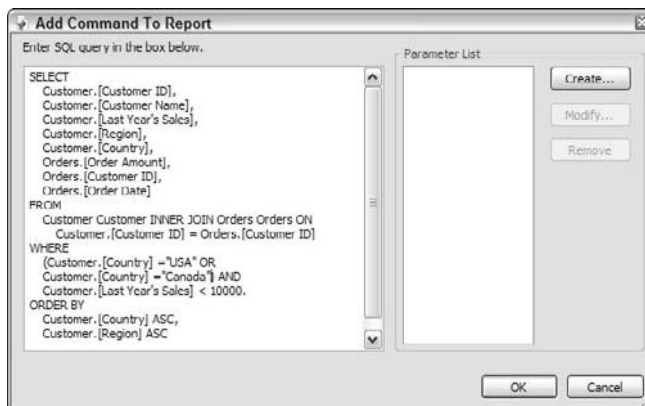 Add Command To Report
Enter SQL query in the box below.
SELECT
Customer.[Customer ID],
Customer.[Customer Name],
Customer.[Last Year's Sales],
Customer.[Region],
Customer.[Country],
Orders.[Order Amount],
Orders.[Customer ID],
Orders.[Order Date]
FROM
Customer Customer INNER JOIN Orders Orders ON
Customer.[Customer ID] = Orders.[Customer ID]
WHERE
(Customer.[Country] ="USA" OR
Customer.[Country] ="Canada") AND
Customer.[Last Year's Sales] < 10000.
ORDER BY
Customer.[Country] ASC,
Customer.[Region] ASC
Parameter List
Create...
Modify...
Remove
OK
Cancel